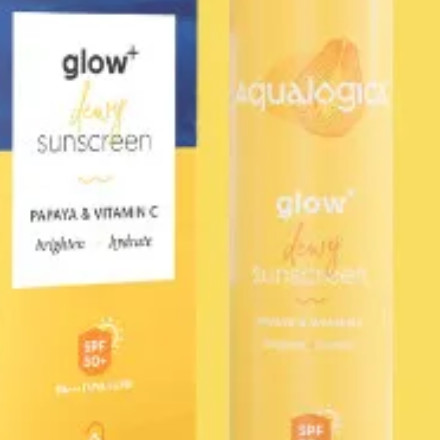 glow+
dewy
sunscreen
PAPAYA & VITAMIN C
brighten hydrate
SPF
50+
Aqualogica
glow+
dewy
sunscreen
SPF